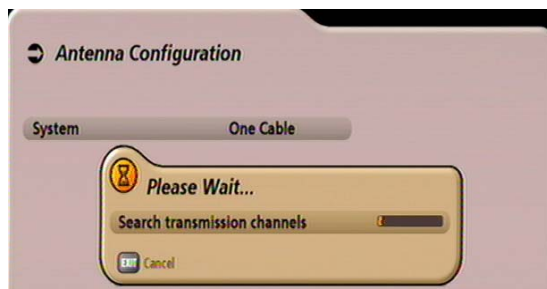 Antenna Configuration
System One Cable
Please Wait...
Search transmission channels
EXIT Cancel